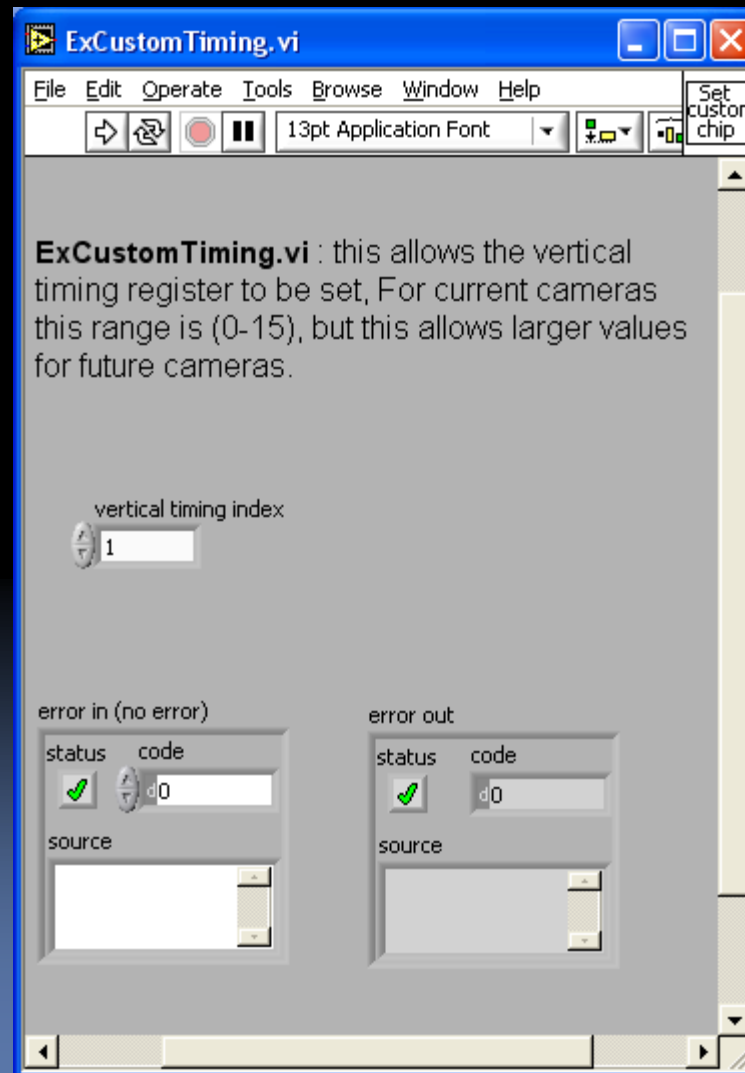 ExCustomTiming.vi
File Edit Operate Tools Browse Window Help
Set
custom
chip
13pt Application Font
ExCustomTiming.vi : this allows the vertical
timing register to be set, For current cameras
this range is (0-15), but this allows larger values
for future cameras.
vertical timing index
1
error in (no error)
status code
d0
source
error out
status code
d0
source